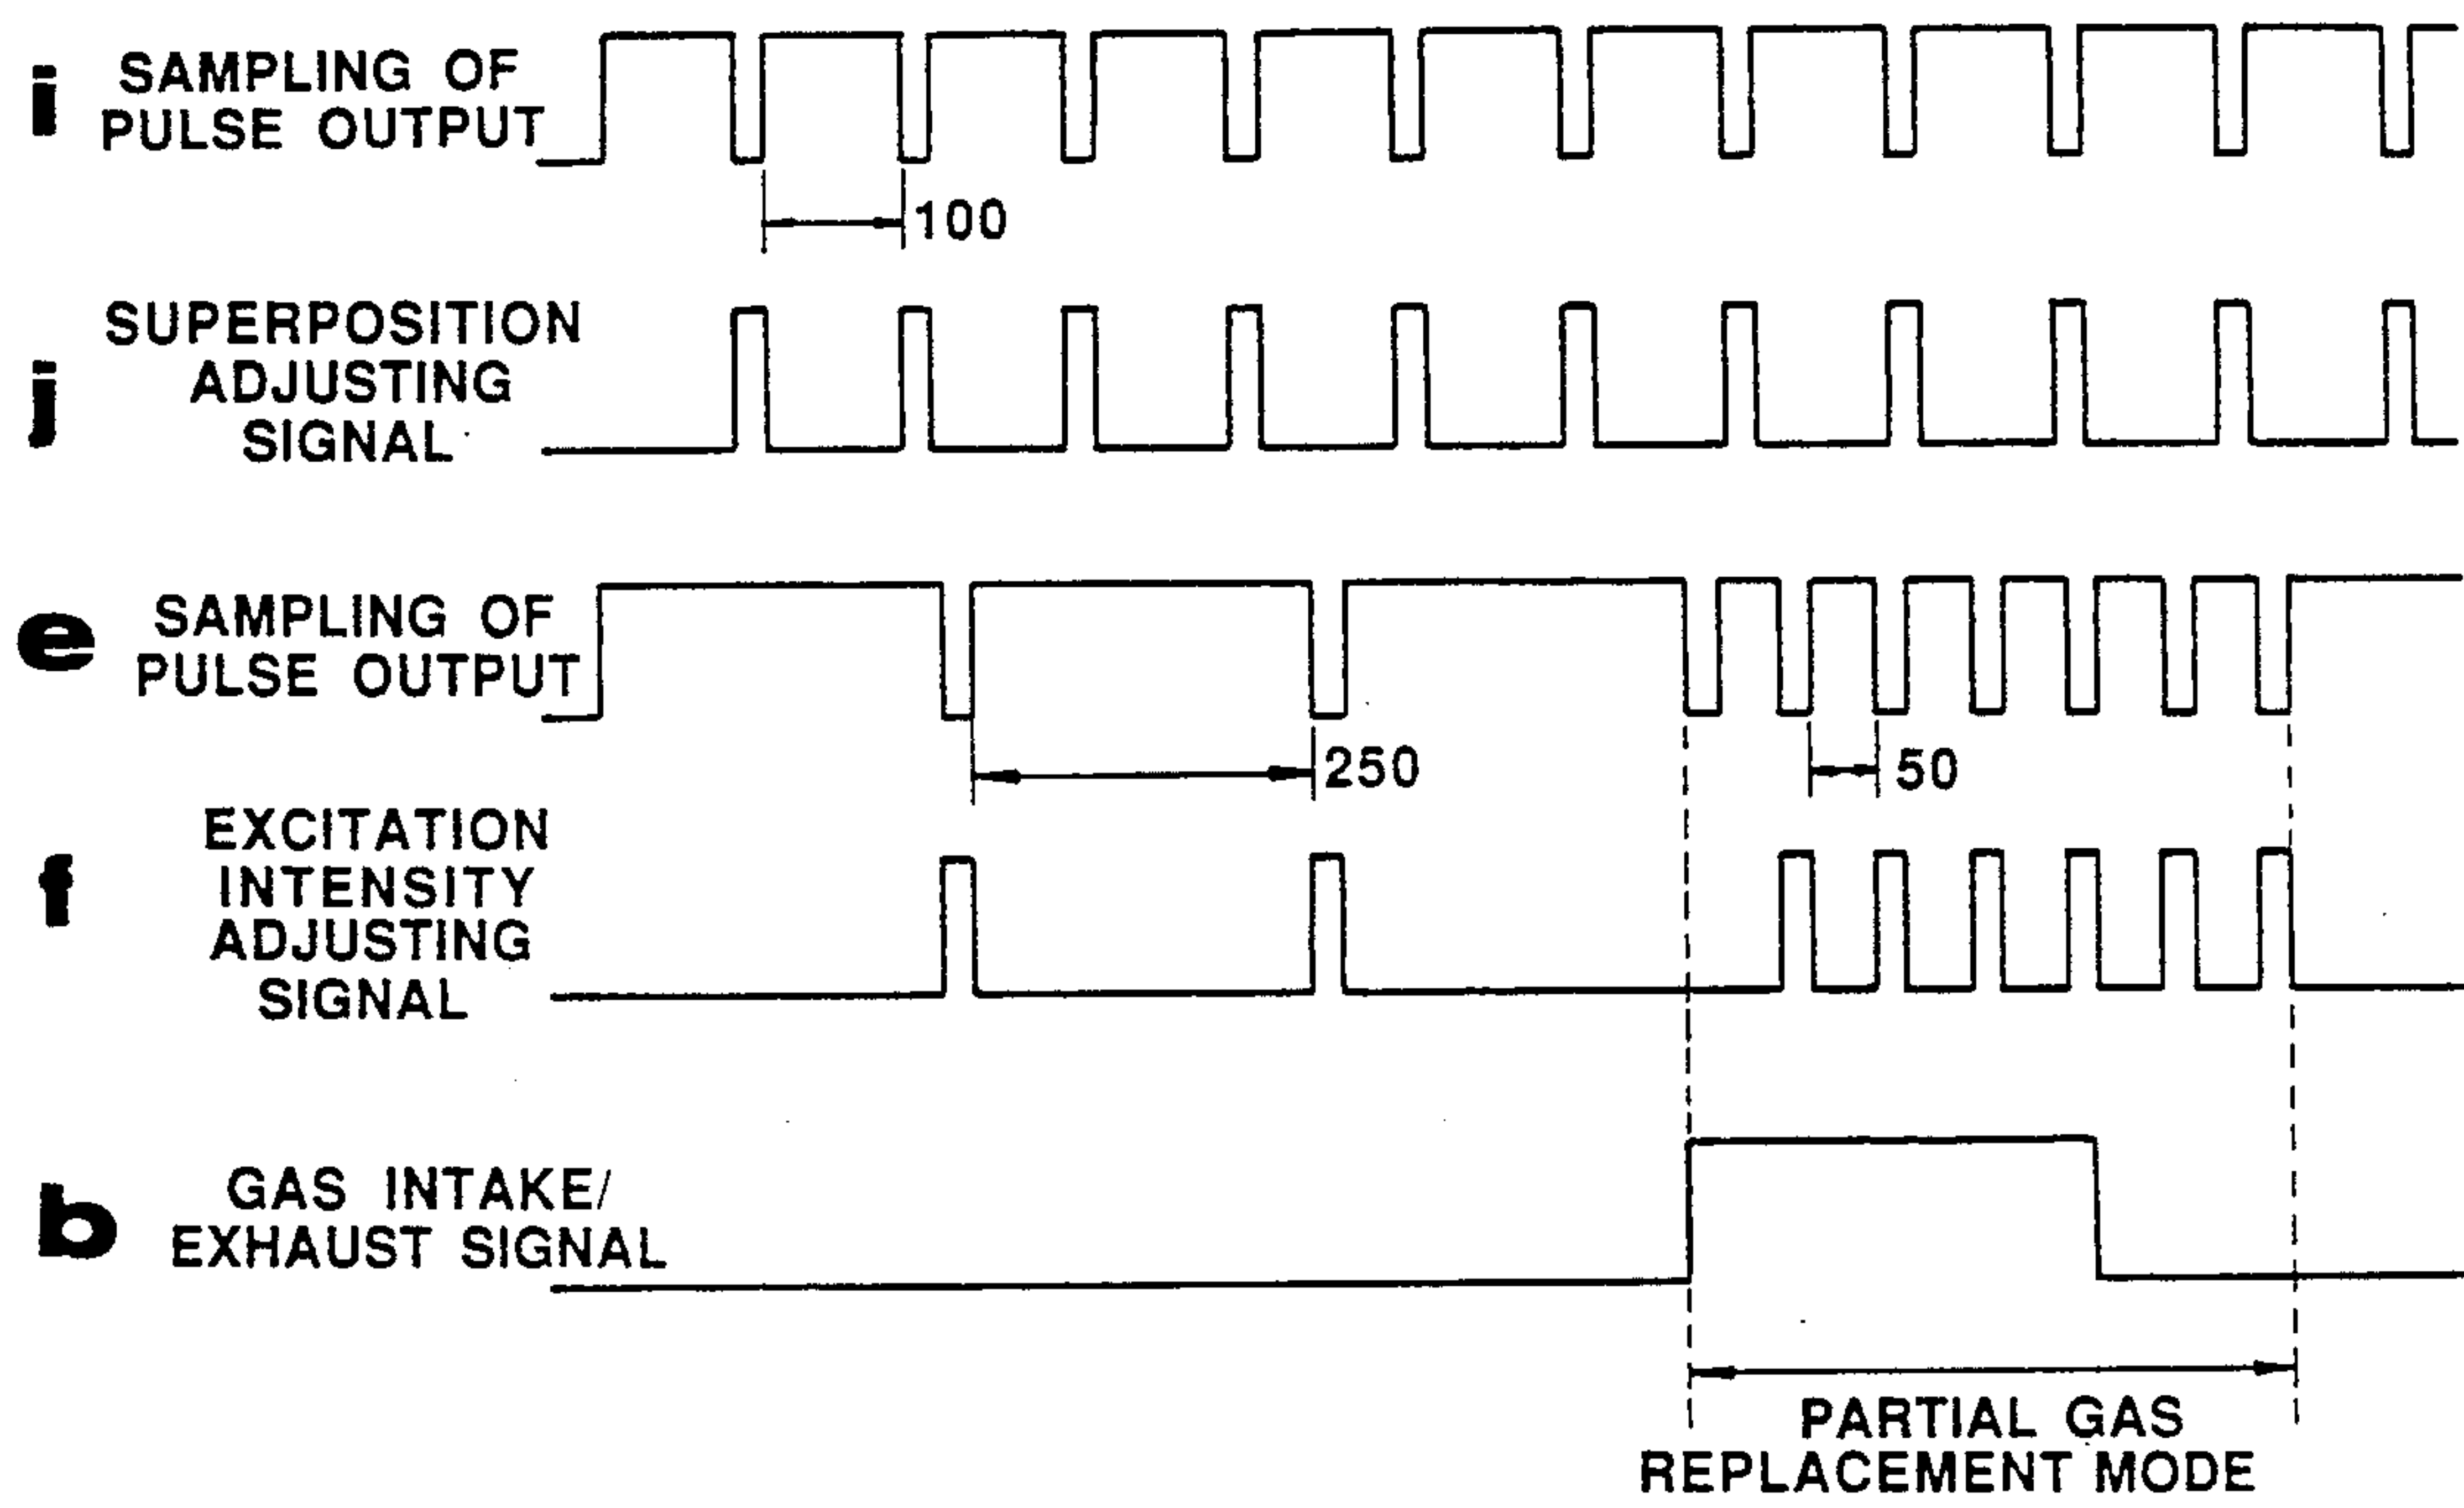 i
SAMPLING OF
PULSE OUTPUT
100
j
SUPERPOSITION
ADJUSTING
SIGNAL
e
SAMPLING OF
PULSE OUTPUT
250
50
f
EXCITATION
INTENSITY
ADJUSTING
SIGNAL
b
GAS INTAKE/
EXHAUST SIGNAL
PARTIAL GAS
REPLACEMENT MODE